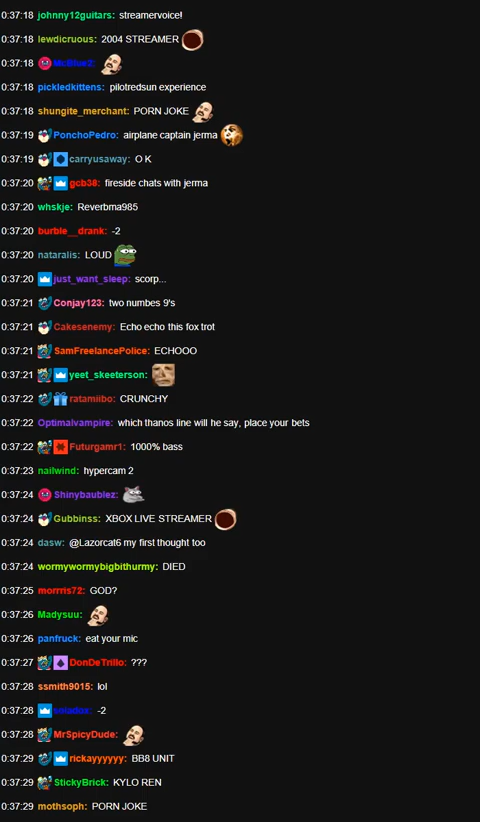 0:37:18 johnny12guitars: streamervoice!
0:37:18 lewdicruous: 2004 STREAMER
0:37:18 McBlue2:
0:37:18 pickledkittens: pilotredsun experience
0:37:18 shungite_merchant: PORN JOKE
0:37:19 PonchoPedro: airplane captain jerma
0:37:19 carryusaway: O K
0:37:20 gcb38: fireside chats with jerma
0:37:20 whskje: Reverbma985
0:37:20 burble__drank: -2
0:37:20 nataralis: LOUD
0:37:20 just_want_sleep: scorp...
0:37:21 Conjay123: two numbes 9's
0:37:21 Cakesenemy: Echo echo this fox trot
0:37:21 SamFreelancePolice: ECHOOO
0:37:21 yeet_skeeterson:
0:37:22 ratamiibo: CRUNCHY
0:37:22 Optimalvampire: which thanos line will he say, place your bets
0:37:22 Futurgamr1: 1000% bass
0:37:23 nailwind: hypercam 2
0:37:24 Shinybaublez:
0:37:24 Gubbinss: XBOX LIVE STREAMER
0:37:24 dasw: @Lazorcat6 my first thought too
0:37:24 wormywormybigbithurmy: DIED
0:37:25 morrris72: GOD?
0:37:26 Madysuu:
0:37:26 panfruck: eat your mic
0:37:27 DonDeTrillo: ???
0:37:28 ssmith9015: lol
0:37:28 -2
0:37:28 MrSpicyDude:
0:37:29 rickayyyyyy: BB8 UNIT
0:37:29 StickyBrick: KYLO REN
0:37:29 mothsoph: PORN JOKE